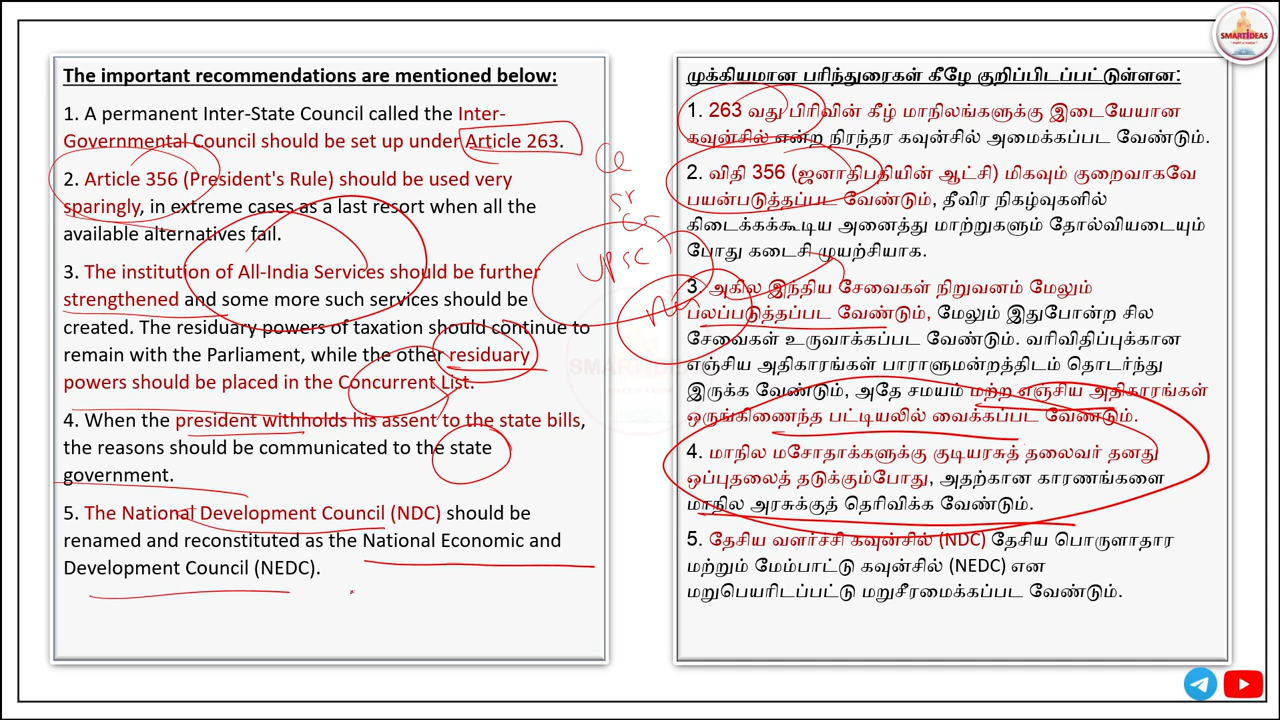 SMARTIDEAS
The important recommendations are mentioned below:
1. A permanent Inter-State Council called the Inter-
Governmental Council should be set up under Article 263.
2. Article 356 (President's Rule) should be used very
sparingly, in extreme cases as a last resort when all the
available alternatives fail.
3. The institution of All-India Services should be further
strengthened and some more such services should be
created. The residuary powers of taxation should continue to
remain with the Parliament, while the other residuary
powers should be placed in the Concurrent List.
4. When the president withholds his assent to the state bills,
the reasons should be communicated to the state
government.
5. The National Development Council (NDC) should be
renamed and reconstituted as the National Economic and
Development Council (NEDC).
UPSC
முக்கியமான பரிந்துரைகள் கீழே குறிப்பிடப்பட்டுள்ளன:
1. 263 வது பிரிவின் கீழ் மாநிலங்களுக்கு இடையேயான
கவுன்சில் என்ற நிரந்தர கவுன்சில் அமைக்கப்பட வேண்டும்.
2. விதி 356 (ஜனாதிபதியின் ஆட்சி) மிகவும் குறைவாகவே
பயன்படுத்தப்பட வேண்டும், தீவிர நிகழ்வுகளில்
கிடைக்கக்கூடிய அனைத்து மாற்றுகளும் தோல்வியடையும்
போது கடைசி முயற்சியாக.
3. அகில இந்திய சேவைகள் நிறுவனம் மேலும்
பலப்படுத்தப்பட வேண்டும், மேலும் இதுபோன்ற சில
சேவைகள் உருவாக்கப்பட வேண்டும். வரிவிதிப்புக்கான
எஞ்சிய அதிகாரங்கள் பாராளுமன்றத்திடம் தொடர்ந்து
இருக்க வேண்டும், அதே சமயம் மற்ற எஞ்சிய அதிகாரங்கள்
ஒருங்கிணைந்த பட்டியலில் வைக்கப்பட வேண்டும்.
4. மாநில மசோதாக்களுக்கு குடியரசுத் தலைவர் தனது
ஒப்புதலைத் தடுக்கும்போது, அதற்கான காரணங்களை
மாநில அரசுக்குத் தெரிவிக்க வேண்டும்.
5. தேசிய வளர்ச்சி கவுன்சில் (NDC) தேசிய பொருளாதார
மற்றும் மேம்பாட்டு கவுன்சில் (NEDC) என
மறுபெயரிடப்பட்டு மறுசீரமைக்கப்பட வேண்டும்.